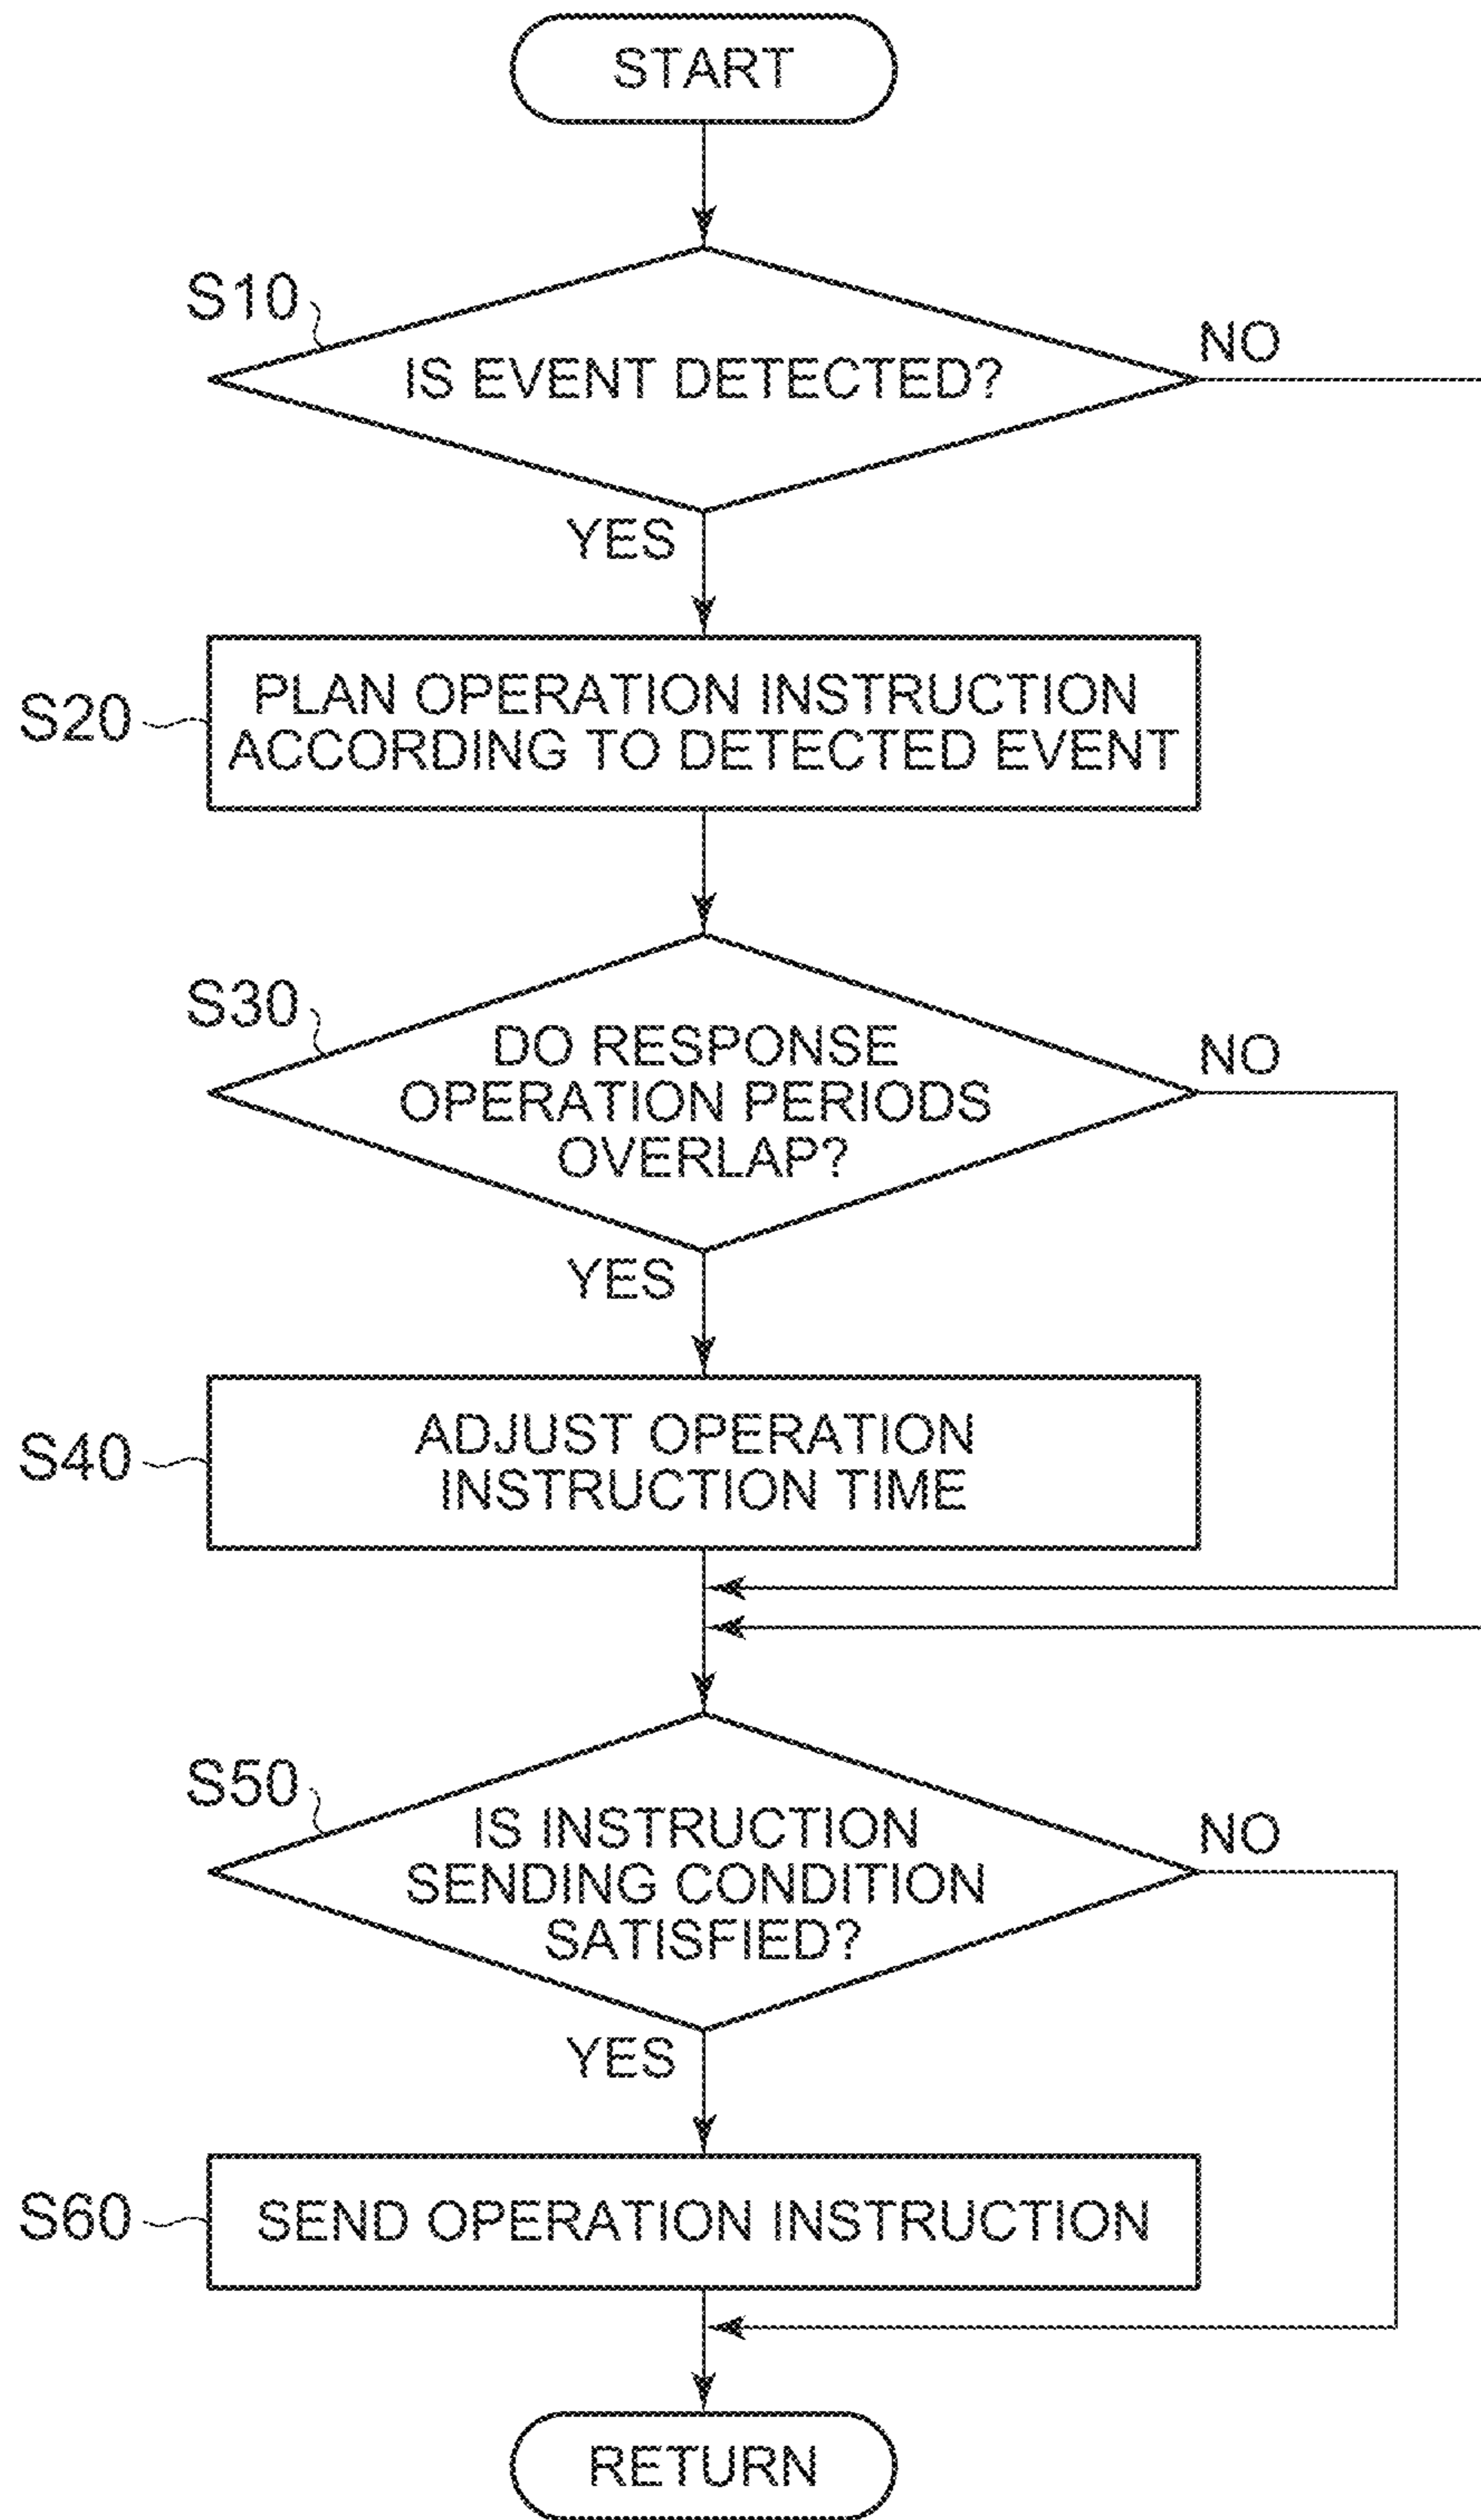 START
S10
IS EVENT DETECTED?
NO
YES
S20
PLAN OPERATION INSTRUCTION
ACCORDING TO DETECTED EVENT
S30
DO RESPONSE
OPERATION PERIODS
OVERLAP?
NO
YES
S40
ADJUST OPERATION
INSTRUCTION TIME
S50
IS INSTRUCTION
SENDING CONDITION
SATISFIED?
NO
YES
S60
SEND OPERATION INSTRUCTION
RETURN